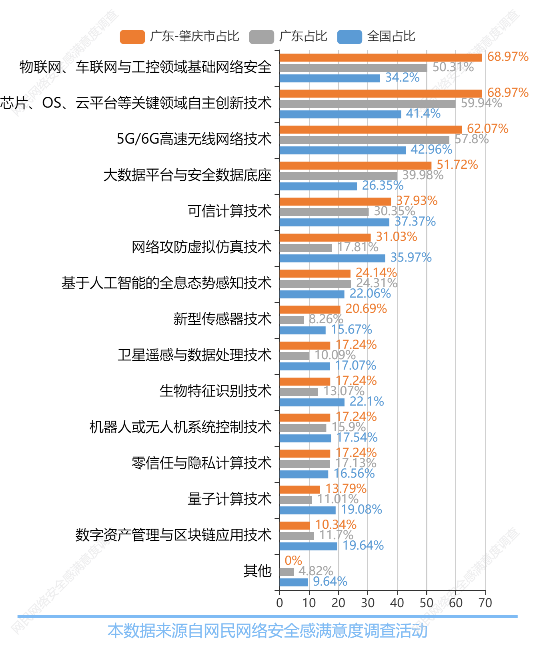 广东-肇庆市占比 广东占比 全国占比
物联网、车联网与工控领域基础网络安全 68.97% 50.31% 34.2%
芯片、OS、云平台等关键领域自主创新技术 68.97% 59.94% 41.4%
5G/6G高速无线网络技术 62.07% 57.8% 42.96%
大数据平台与安全数据底座 51.72% 39.98% 26.35%
可信计算技术 37.93% 30.35% 37.37%
网络攻防虚拟仿真技术 31.03% 17.81% 35.97%
基于人工智能的全息态势感知技术 24.14% 24.31% 22.06%
新型传感器技术 20.69% 8.26% 15.67%
卫星遥感与数据处理技术 17.24% 10.09% 17.07%
生物特征识别技术 17.24% 13.07% 22.1%
机器人或无人机系统控制技术 17.24% 15.9% 17.54%
零信任与隐私计算技术 17.24% 17.13% 16.56%
量子计算技术 13.79% 11.01% 19.08%
数字资产管理与区块链应用技术 10.34% 11.7% 19.64%
其他 0% 4.82% 9.64%
0 10 20 30 40 50 60 70
本数据来源自网民网络安全感满意度调查活动